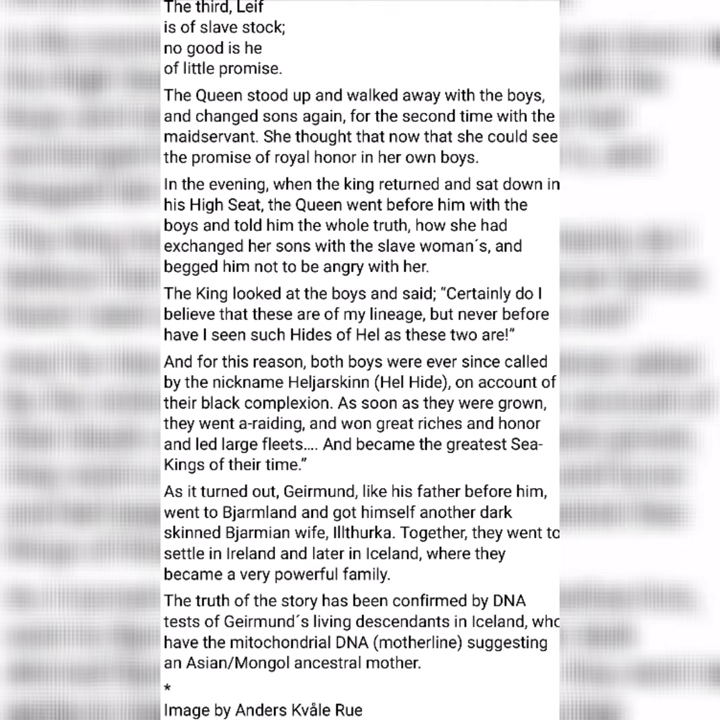 The third, Leif
is of slave stock;
no good is he
of little promise.
The Queen stood up and walked away with the boys,
and changed sons again, for the second time with the
maidservant. She thought that now that she could see
the promise of royal honor in her own boys.
In the evening, when the king returned and sat down in
his High Seat, the Queen went before him with the
boys and told him the whole truth, how she had
exchanged her sons with the slave woman´s, and
begged him not to be angry with her.
The King looked at the boys and said; “Certainly do I
believe that these are of my lineage, but never before
have I seen such Hides of Hel as these two are!”
And for this reason, both boys were ever since called
by the nickname Heljarskinn (Hel Hide), on account of
their black complexion. As soon as they were grown,
they went a-raiding, and won great riches and honor
and led large fleets…. And became the greatest Sea-
Kings of their time.”
As it turned out, Geirmund, like his father before him,
went to Bjarmland and got himself another dark
skinned Bjarmian wife, Illthurka. Together, they went to
settle in Ireland and later in Iceland, where they
became a very powerful family.
The truth of the story has been confirmed by DNA
tests of Geirmund´s living descendants in Iceland, who
have the mitochondrial DNA (motherline) suggesting
an Asian/Mongol ancestral mother.
*
Image by Anders Kvåle Rue